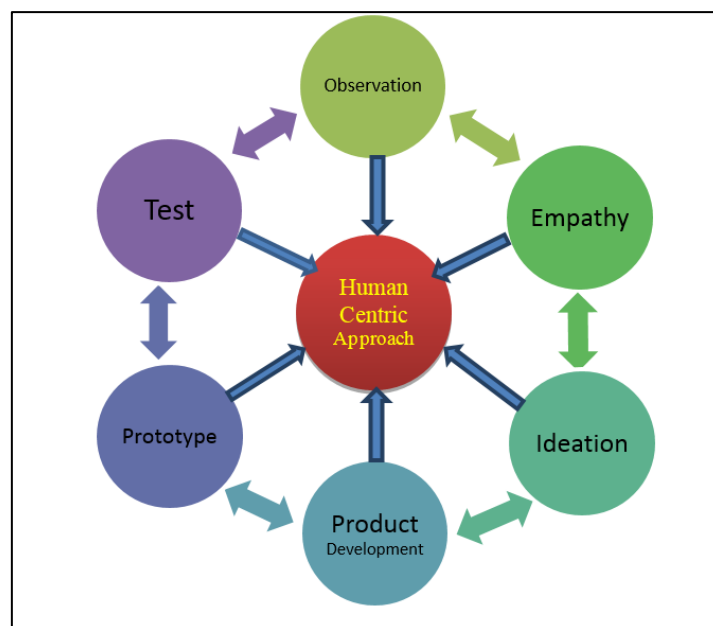 Observation
Empathy
Ideation
Product
Development
Prototype
Test
Human
Centric
Approach